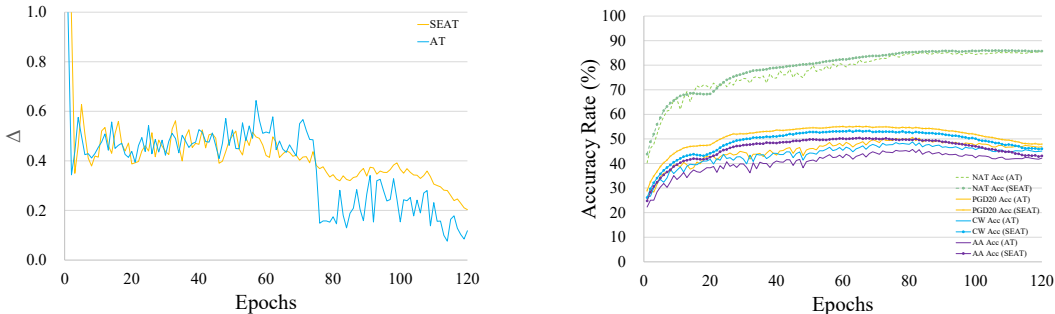 1.0
0.8
0.6
0.4
0.2
0.0
Δ
SEAT
AT
0 20 40 60 80 100 120
Epochs
100
90
80
70
60
50
40
30
20
10
0
Accuracy Rate (%)
NAT Acc (AT)
NAT Acc (SEAT)
PGD20 Acc (AT)
PGD20 Acc (SEAT)
CW Acc (AT)
CW Acc (SEAT)
AA Acc (AT)
AA Acc (SEAT)
0 20 40 60 80 100 120
Epochs